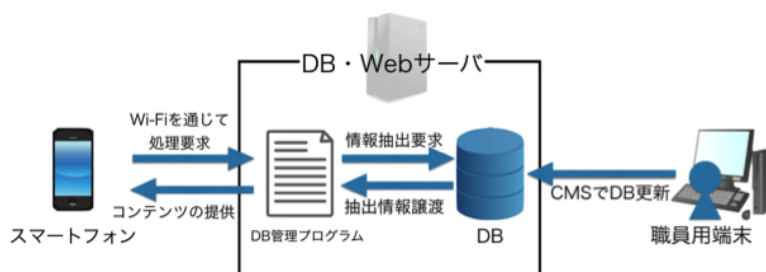 DB・Webサーバ
Wi-Fiを通じて
処理要求
情報抽出要求
コンテンツの提供
抽出情報譲渡
CMSでDB更新
スマートフォン
DB管理プログラム
DB
職員用端末